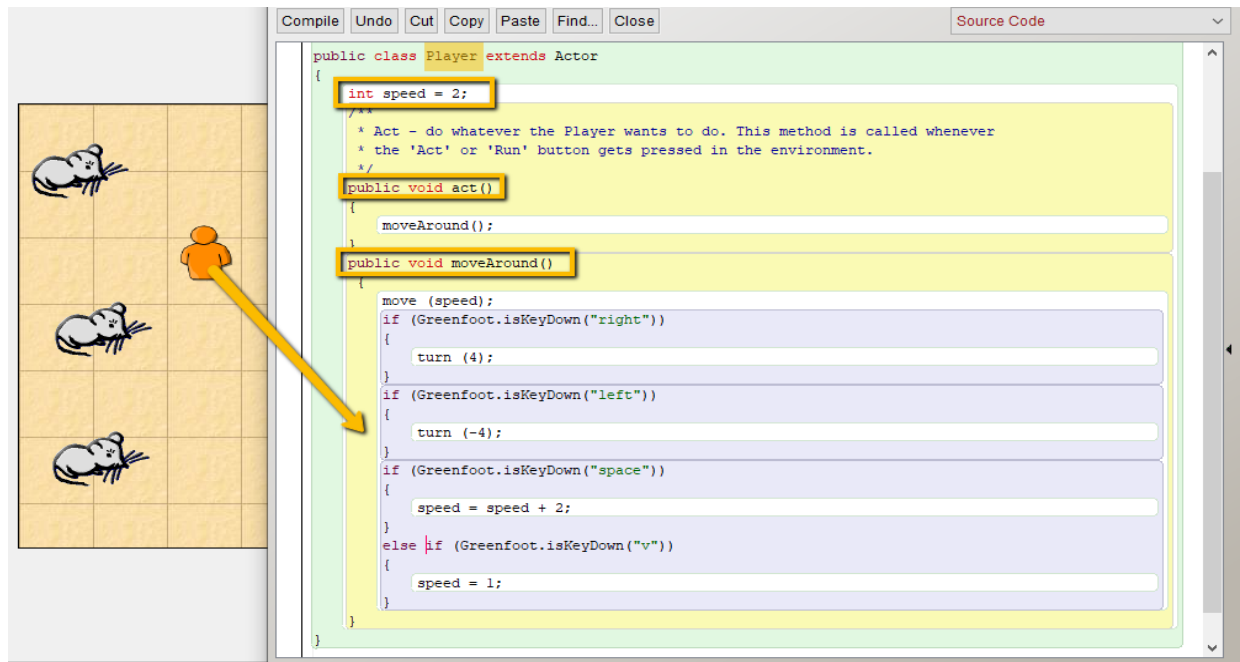 Compile Undo Cut Copy Paste Find... Close Source Code
public class Player extends Actor
{
int speed = 2;
/**
* Act - do whatever the Player wants to do. This method is called whenever
* the 'Act' or 'Run' button gets pressed in the environment.
*/
public void act()
{
moveAround();
}
public void moveAround()
{
move (speed);
if (Greenfoot.isKeyDown("right"))
{
turn (4);
}
if (Greenfoot.isKeyDown("left"))
{
turn (-4);
}
if (Greenfoot.isKeyDown("space"))
{
speed = speed + 2;
}
else if (Greenfoot.isKeyDown("v"))
{
speed = 1;
}
}
}